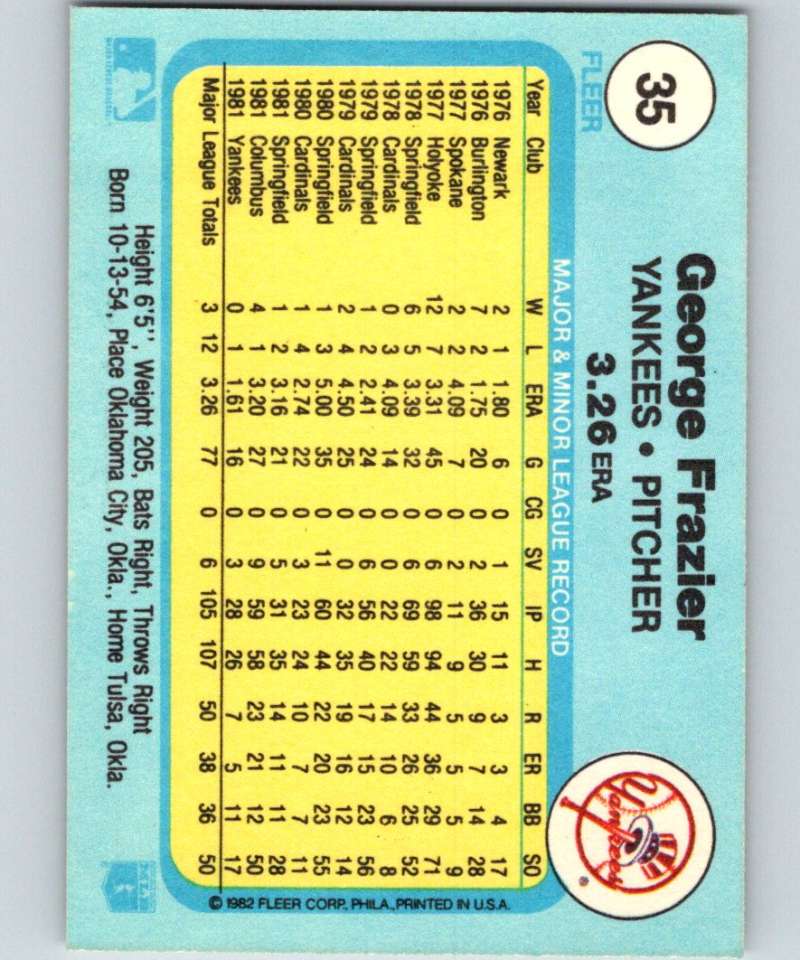 35
FLEER
George Frazier
YANKEES • PITCHER
3.26 ERA
Yankees
MAJOR & MINOR LEAGUE RECORD
Year Club W L ERA G CG SV IP H R ER BB SO
1976 Newark 2 1 1.80 6 0 1 15 11 3 3 4 17
1976 Burlington 7 2 1.75 20 0 2 36 30 9 7 14 28
1977 Spokane 2 2 4.09 7 0 2 11 9 5 5 5 9
1977 Holyoke 12 7 3.31 45 0 6 98 94 44 36 29 71
1978 Springfield 6 5 3.39 32 0 6 69 59 33 26 25 52
1978 Cardinals 0 3 4.09 14 0 0 22 22 14 10 6 8
1979 Springfield 1 2 2.41 24 0 6 56 40 17 15 23 56
1979 Cardinals 2 4 4.50 25 0 0 32 35 19 16 12 14
1980 Springfield 1 3 5.00 35 0 11 60 44 22 20 23 55
1980 Cardinals 1 4 2.74 22 0 3 23 24 10 7 7 11
1981 Springfield 1 2 3.16 21 0 5 31 35 14 11 11 28
1981 Columbus 4 1 3.20 27 0 9 59 58 23 21 12 50
1981 Yankees 0 1 1.61 16 0 3 28 26 7 5 11 17
Major League Totals 3 12 3.26 77 0 6 105 107 50 38 36 50
© 1982 FLEER CORP., PHILA., PRINTED IN U.S.A.
Height 6'5'', Weight 205, Bats Right, Throws Right
Born 10-13-54, Place Oklahoma City, Okla., Home Tulsa, Okla.